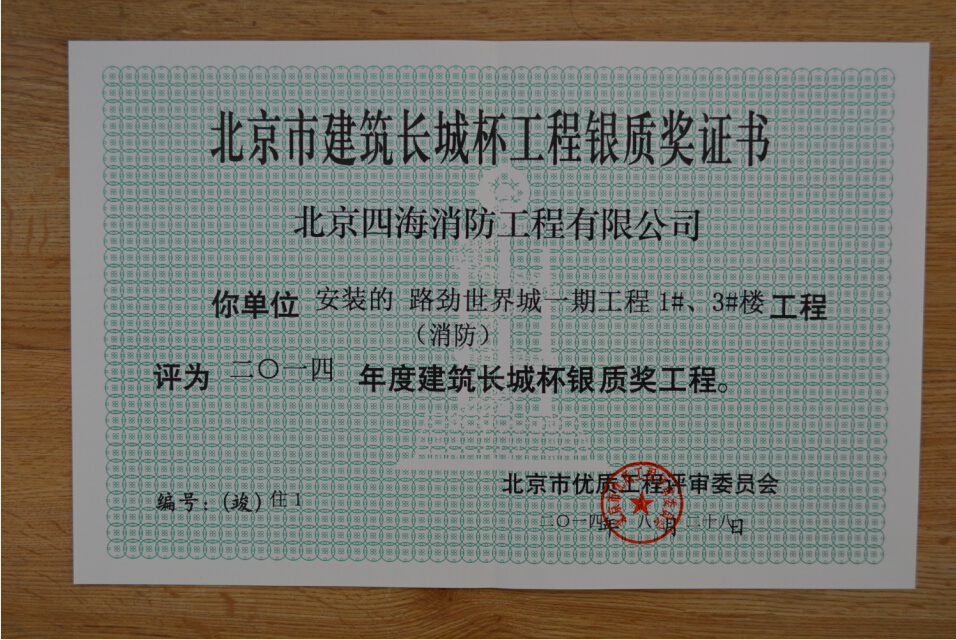 北京市建筑长城杯工程银质奖证书
北京四海消防工程有限公司
你单位 安装的 路劲世界城一期工程 1#、3#楼 工程
（消防）
评为 二〇一四 年度建筑长城杯银质奖工程。
北京市优质工程评审委员会
编号：(竣) 住 1
二〇一四年 八 月 二十八日